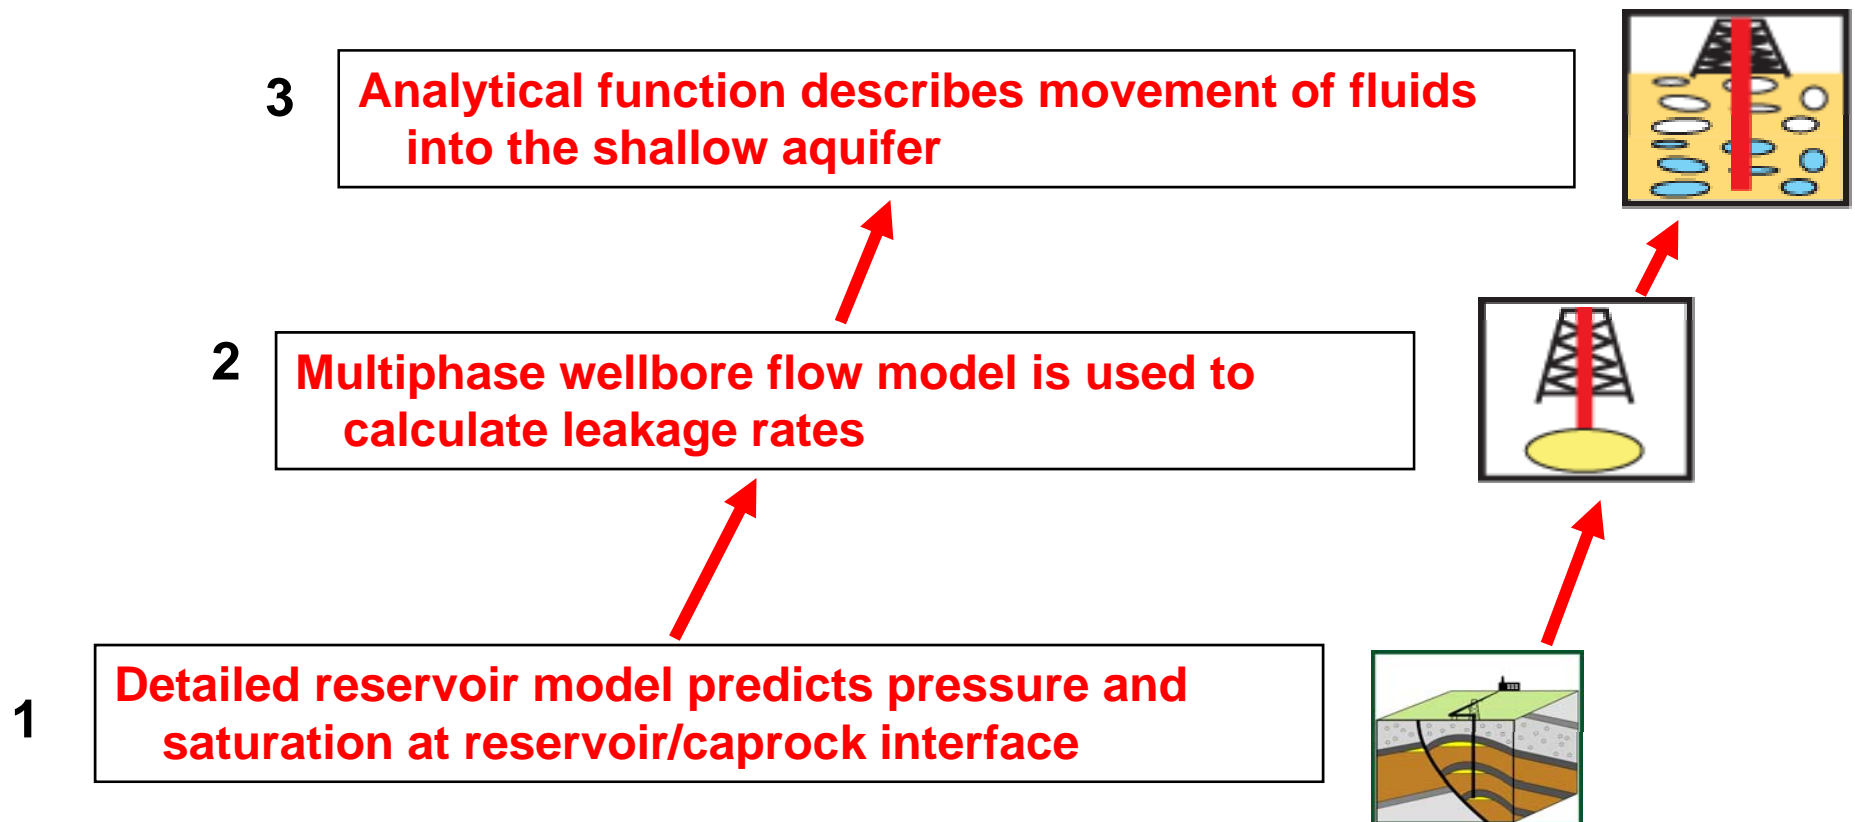 3
Analytical function describes movement of fluids
into the shallow aquifer
2
Multiphase wellbore flow model is used to
calculate leakage rates
1
Detailed reservoir model predicts pressure and
saturation at reservoir/caprock interface